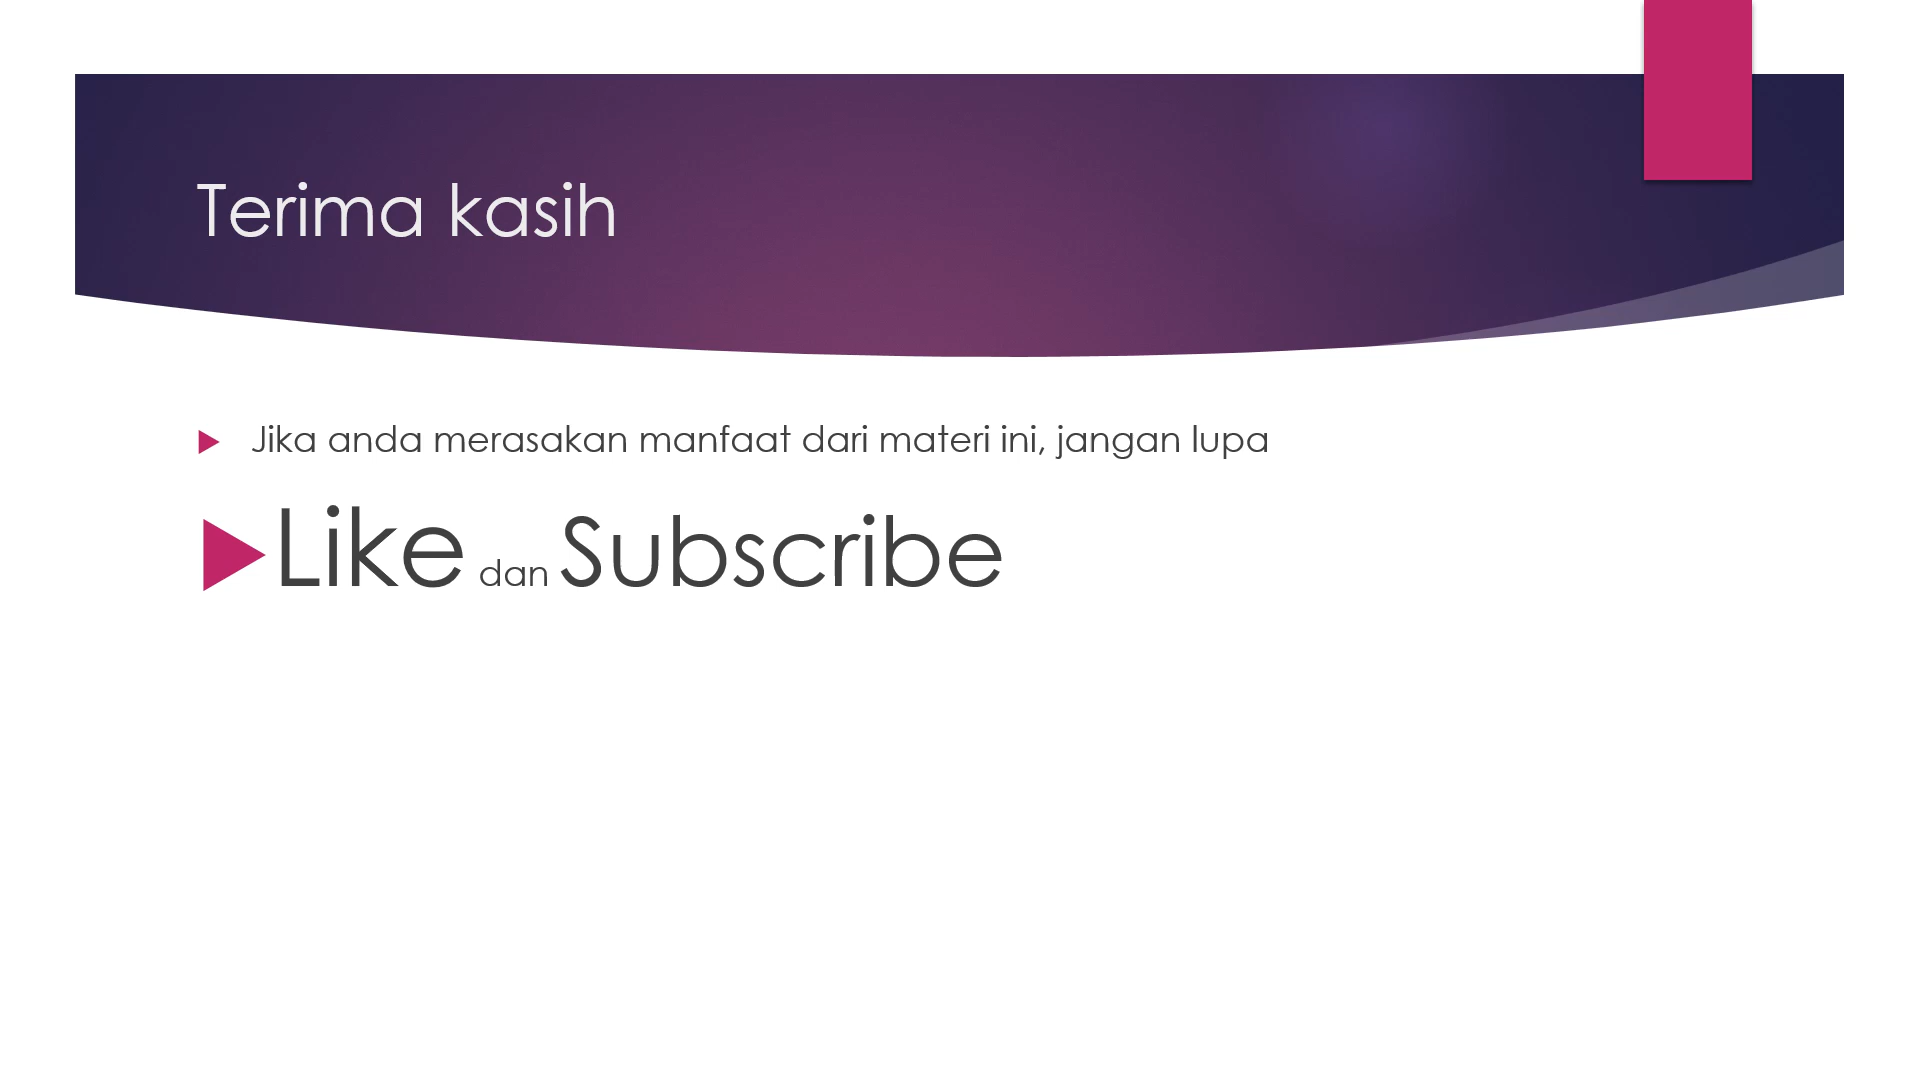 Terima kasih
Jika anda merasakan manfaat dari materi ini, jangan lupa
Like dan Subscribe